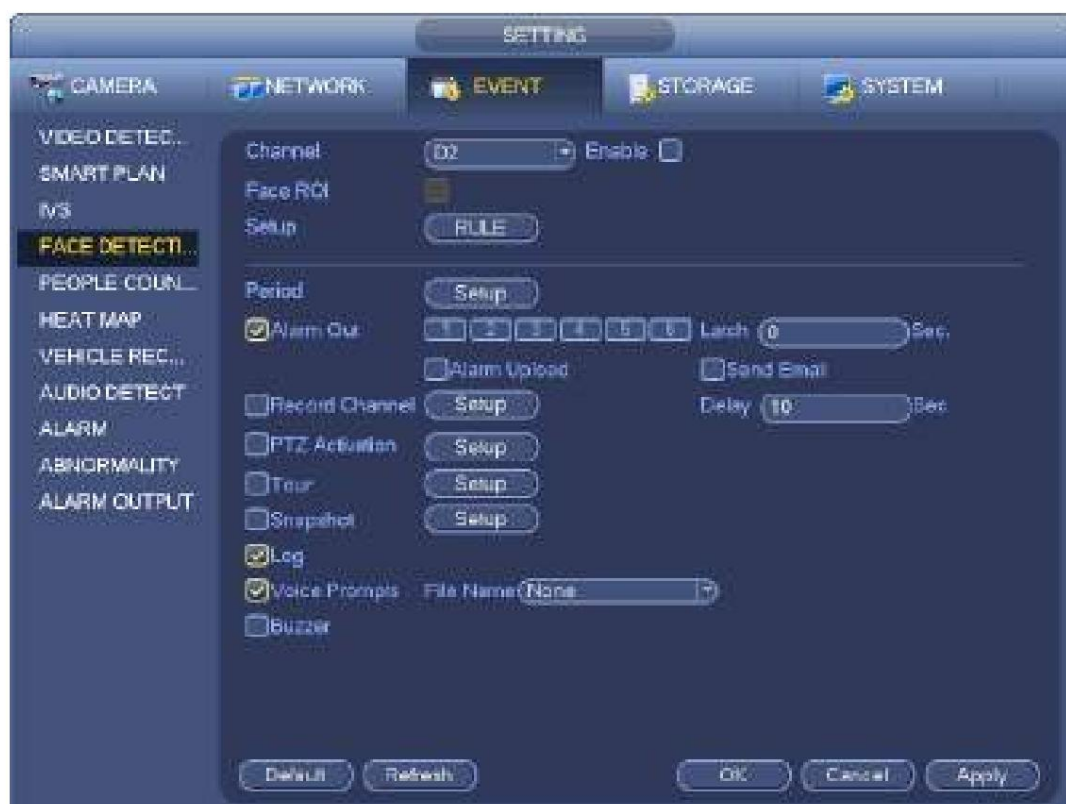 SETTING
CAMERA NETWORK EVENT STORAGE SYSTEM
VIDEO DETEC...
SMART PLAN
IVS
FACE DETECTI...
PEOPLE COUN...
HEAT MAP
VEHICLE REC...
AUDIO DETECT
ALARM
ABNORMALITY
ALARM OUTPUT
Channel D2 Enable
Face ROI
Setup RULE
Period Setup
Alarm Out 1 2 3 4 5 6 Latch 0 Sec.
Alarm Upload Send Email
Record Channel Setup Delay 10 Sec.
PTZ Activation Setup
Tour Setup
Snapshot Setup
Log
Voice Prompts File Name None
Buzzer
Default Refresh OK Cancel Apply